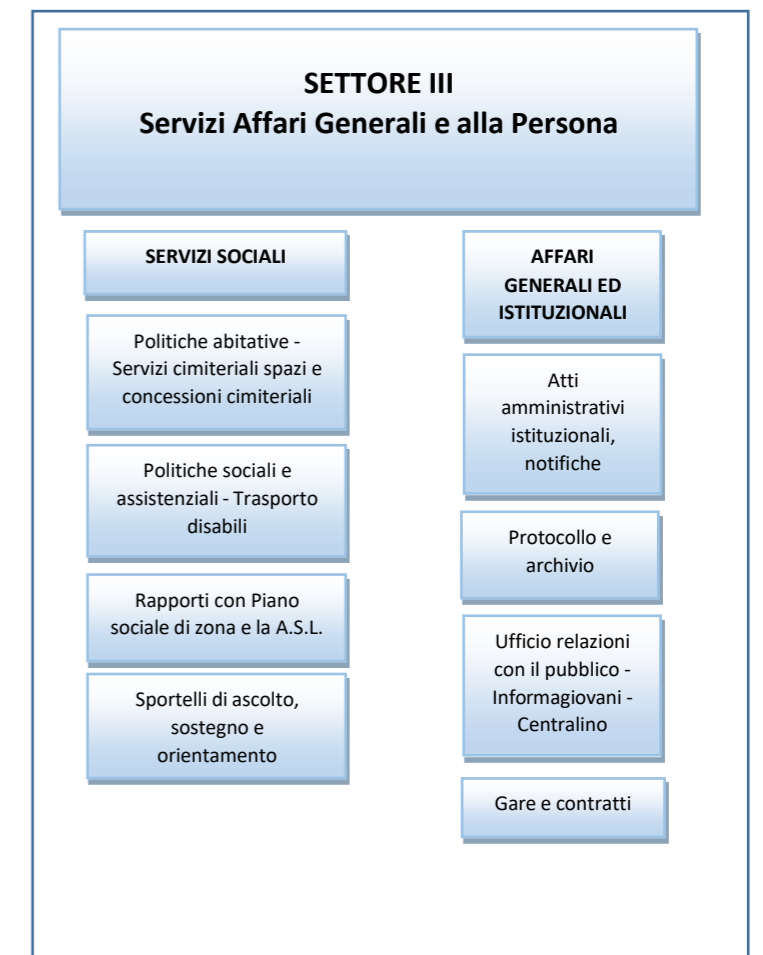 SETTORE III
Servizi Affari Generali e alla Persona
SERVIZI SOCIALI
Politiche abitative -
Servizi cimiteriali spazi e
concessioni cimiteriali
Politiche sociali e
assistenziali - Trasporto
disabili
Rapporti con Piano
sociale di zona e la A.S.L.
Sportelli di ascolto,
sostegno e
orientamento
AFFARI
GENERALI ED
ISTITUZIONALI
Atti
amministrativi
istituzionali,
notifiche
Protocollo e
archivio
Ufficio relazioni
con il pubblico -
Informagiovani -
Centralino
Gare e contratti